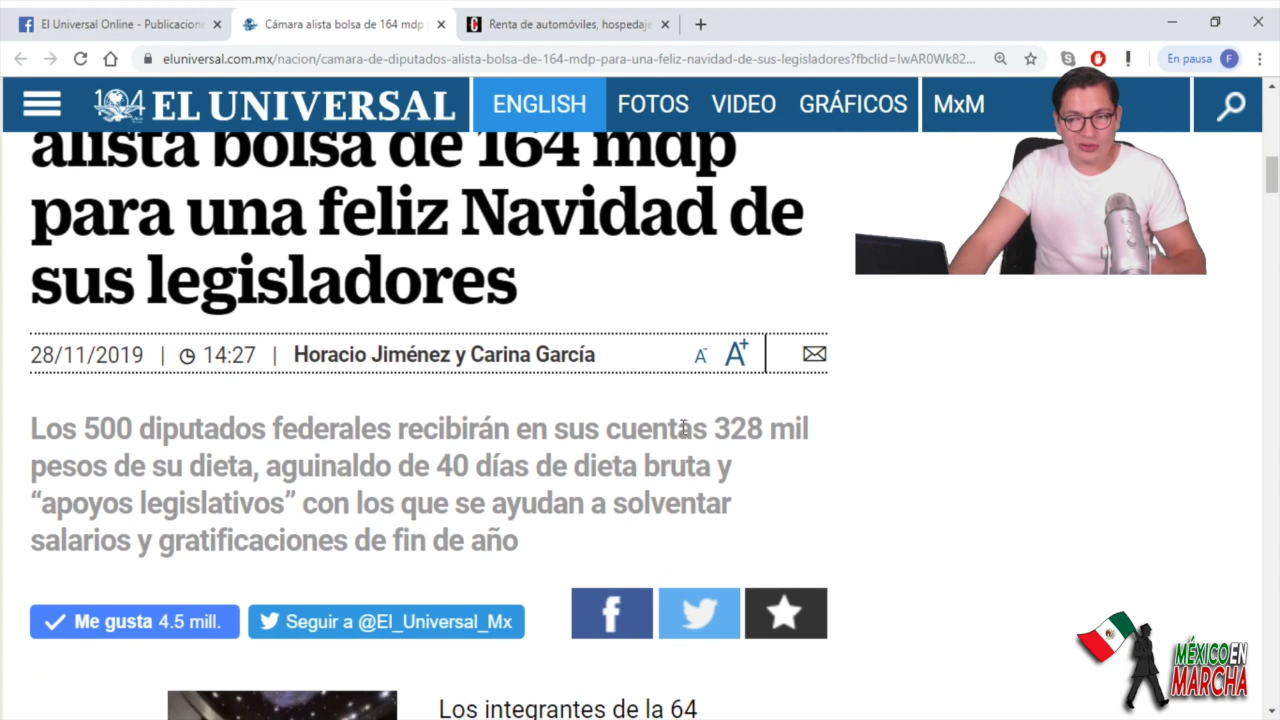 El Universal Online - Publicacione
Cámara alista bolsa de 164 mdp
Renta de automóviles, hospedaje
eluniversal.com.mx/nacion/camara-de-diputados-alista-bolsa-de-164-mdp-para-una-feliz-navidad-de-sus-legisladores?fbclid=IwAR0Wk82...
En pausa
F
104 EL UNIVERSAL
ENGLISH
FOTOS
VIDEO
GRÁFICOS
MxM
alista bolsa de 164 mdp
para una feliz Navidad de
sus legisladores
28/11/2019 | 14:27 | Horacio Jiménez y Carina García
A- A+
Los 500 diputados federales recibirán en sus cuentas 328 mil
pesos de su dieta, aguinaldo de 40 días de dieta bruta y
“apoyos legislativos” con los que se ayudan a solventar
salarios y gratificaciones de fin de año
Me gusta 4.5 mill.
Seguir a @El_Universal_Mx
MÉXICO EN
MARCHA
Los integrantes de la 64